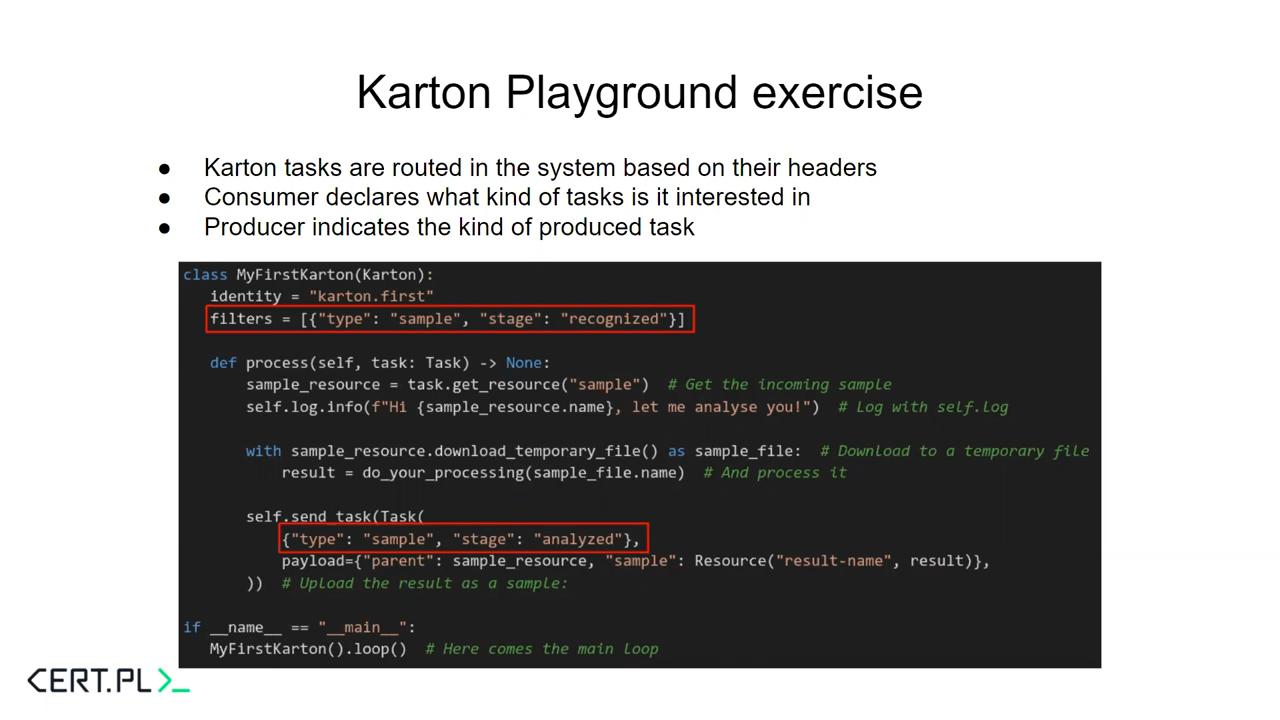 Karton Playground exercise
● Karton tasks are routed in the system based on their headers
● Consumer declares what kind of tasks is it interested in
● Producer indicates the kind of produced task
class MyFirstKarton(Karton):
    identity = "karton.first"
    filters = [{"type": "sample", "stage": "recognized"}]
    def process(self, task: Task) -> None:
        sample_resource = task.get_resource("sample")  # Get the incoming sample
        self.log.info(f"Hi {sample_resource.name}, let me analyse you!")  # Log with self.log
        with sample_resource.download_temporary_file() as sample_file:  # Download to a temporary file
            result = do_your_processing(sample_file.name)  # And process it
        self.send_task(Task(
            {"type": "sample", "stage": "analyzed"},
            payload={"parent": sample_resource, "sample": Resource("result-name", result)},
        ))  # Upload the result as a sample:
if __name__ == "__main__":
    MyFirstKarton().loop()  # Here comes the main loop
<CERT.PL>_